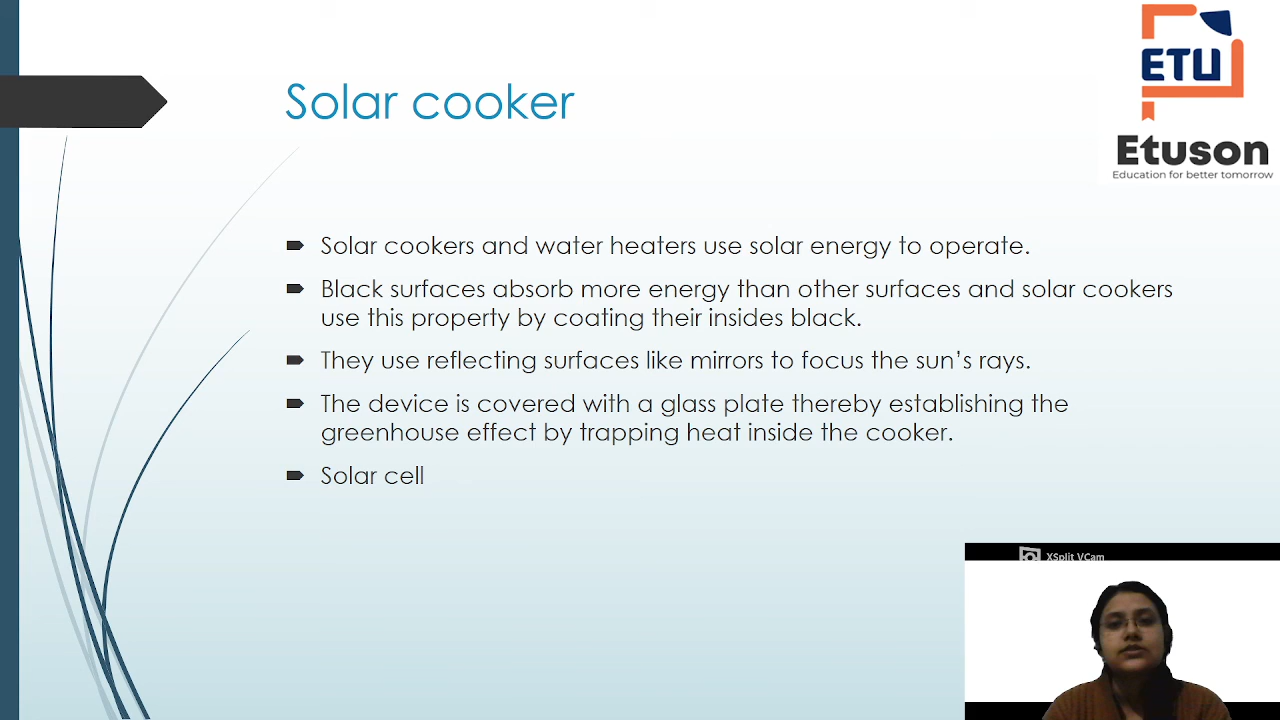 ETU
Etuson
Education for better tomorrow
Solar cooker
Solar cookers and water heaters use solar energy to operate.
Black surfaces absorb more energy than other surfaces and solar cookers
use this property by coating their insides black.
They use reflecting surfaces like mirrors to focus the sun’s rays.
The device is covered with a glass plate thereby establishing the
greenhouse effect by trapping heat inside the cooker.
Solar cell
XSplit VCam